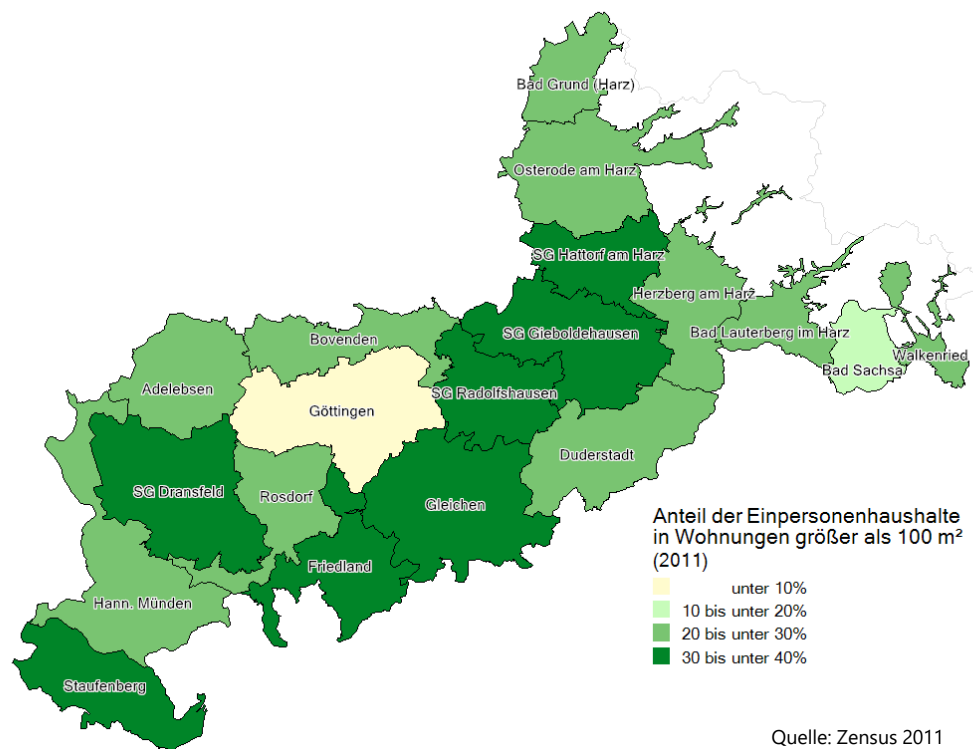 Bad Grund (Harz)
Osterode am Harz
SG Hattorf am Harz
Herzberg am Harz
SG Gieboldehausen
Bad Lauterberg im Harz
Bovenden
Walkenried
Bad Sachsa
Adelebsen
SG Radolfshausen
Göttingen
Duderstadt
SG Dransfeld
Rosdorf
Gleichen
Friedland
Hann. Münden
Staufenberg
Anteil der Einpersonenhaushalte
in Wohnungen größer als 100 m²
(2011)
unter 10%
10 bis unter 20%
20 bis unter 30%
30 bis unter 40%
Quelle: Zensus 2011